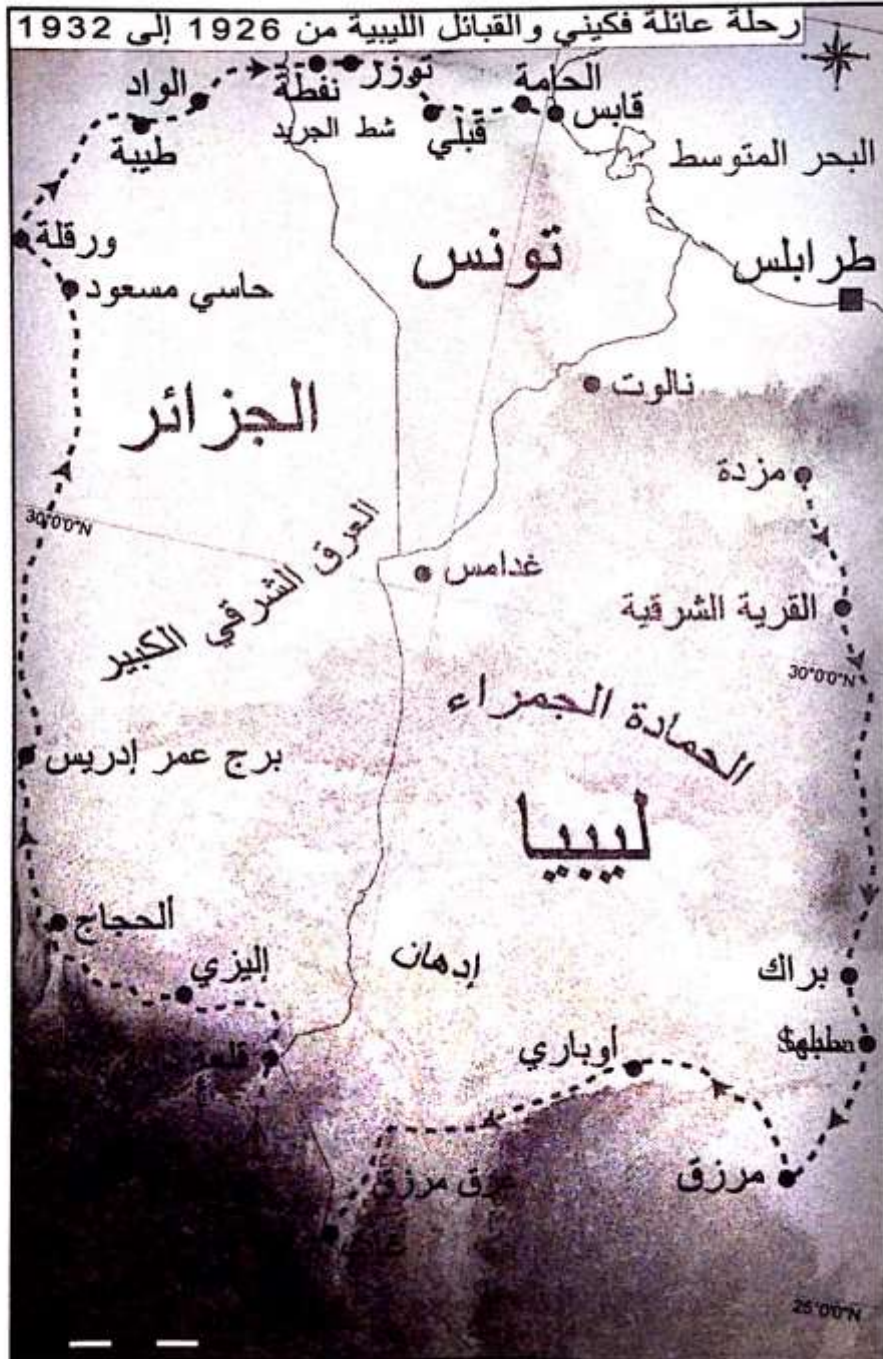 رحلة عائلة فكيني والقبائل الليبية من 1926 إلى 1932
الواد
نفطة
توزر
الحامة
طيبة
شط الجريد
قبلي
قابس
البحر المتوسط
ورقلة
تونس
طرابلس
حاسي مسعود
نالوت
الجزائر
مزدة
30°0'0"N
العرق الشرقي الكبير
غدامس
القرية الشرقية
30°0'0"N
الحمادة الجمراء
برج عمر إدريس
ليبيا
الحجاج
إدهان
إليزي
براك
أوباري
قلعة
مرزق
عرق مرزق
25°0'0"N